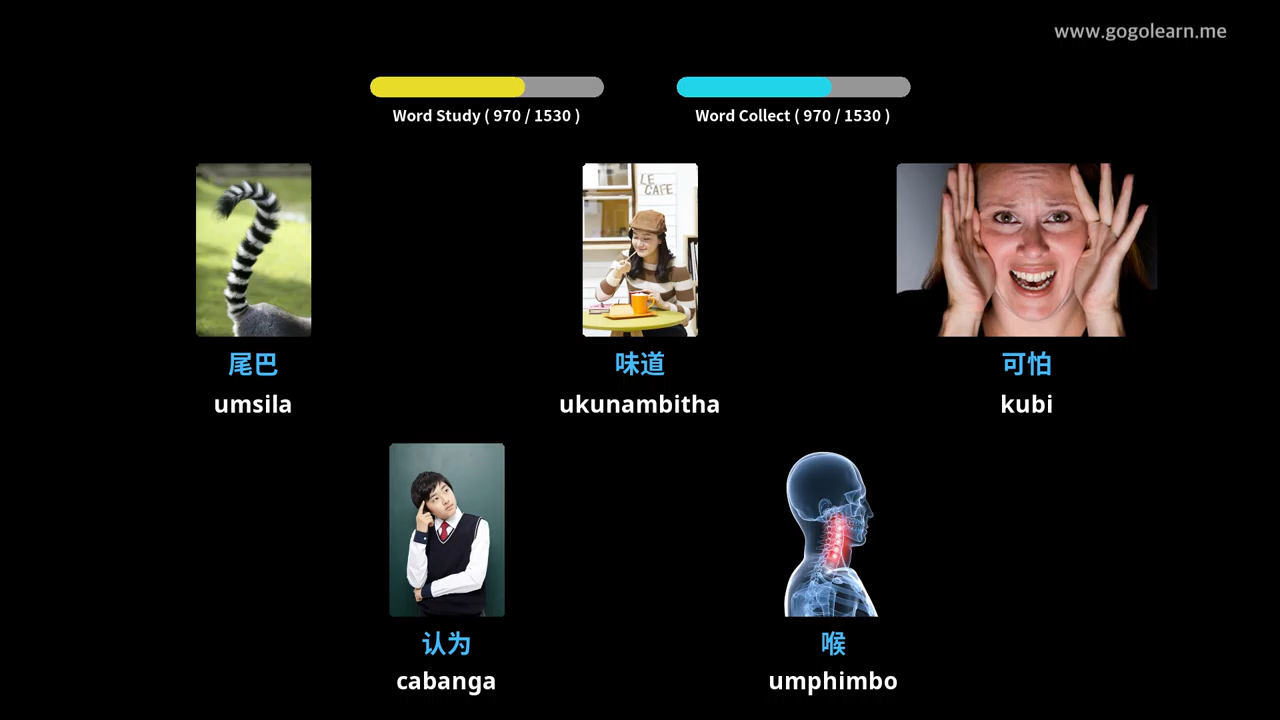 www.gogolearn.me
Word Study ( 970 / 1530 )
Word Collect ( 970 / 1530 )
LE
CAFE
尾巴
味道
可怕
umsila
ukunambitha
kubi
认为
喉
cabanga
umphimbo